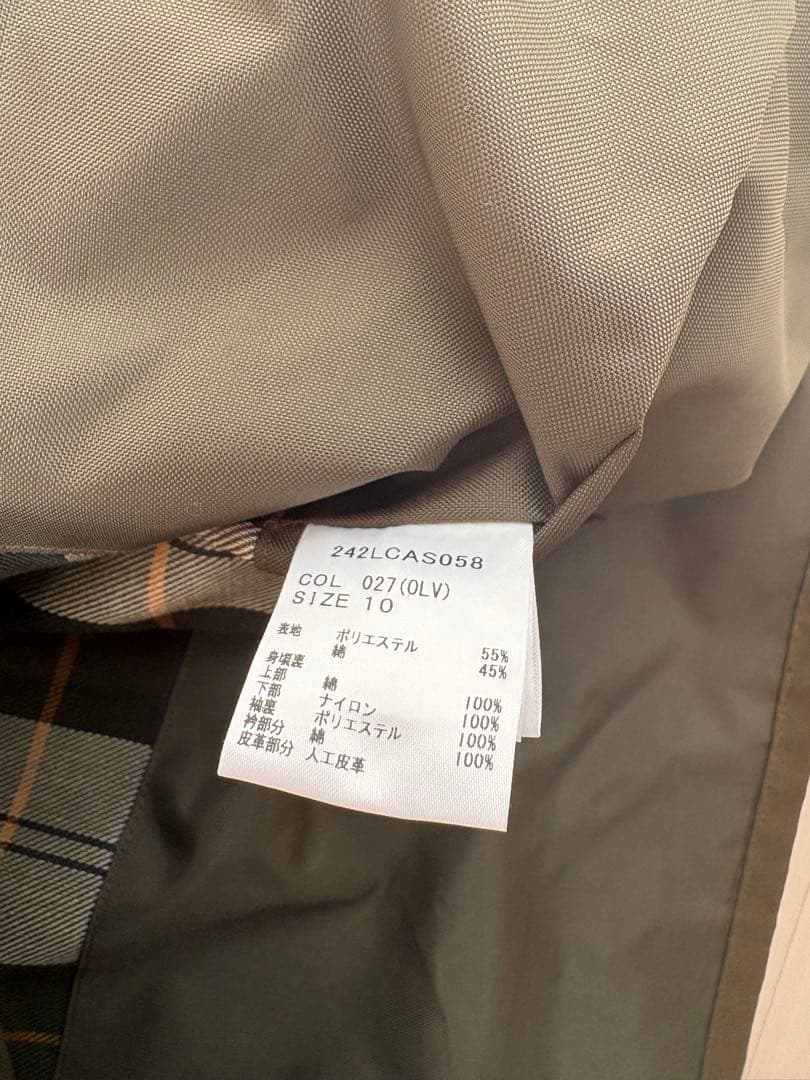 242LCAS058
COL 027(OLV)
SIZE 10
表地 ポリエステル 55%
綿 45%
身頃裏
上部 綿 100%
下部 ナイロン 100%
袖裏 ポリエステル 100%
衿部分 綿 100%
皮革部分 人工皮革